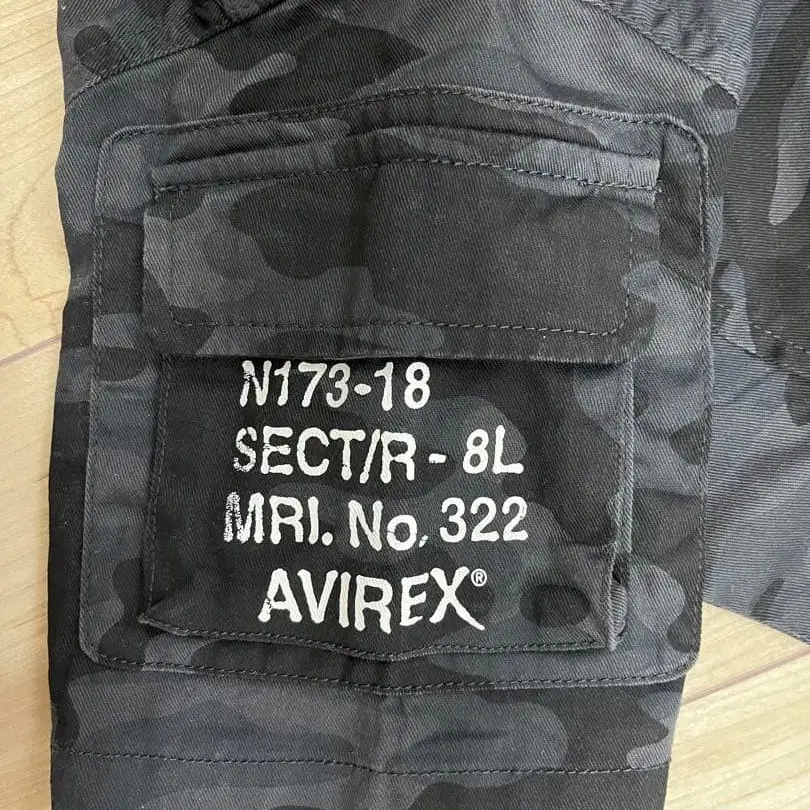 N173-18
SECT/R - 8L
MRI. No. 322
AVIREX®